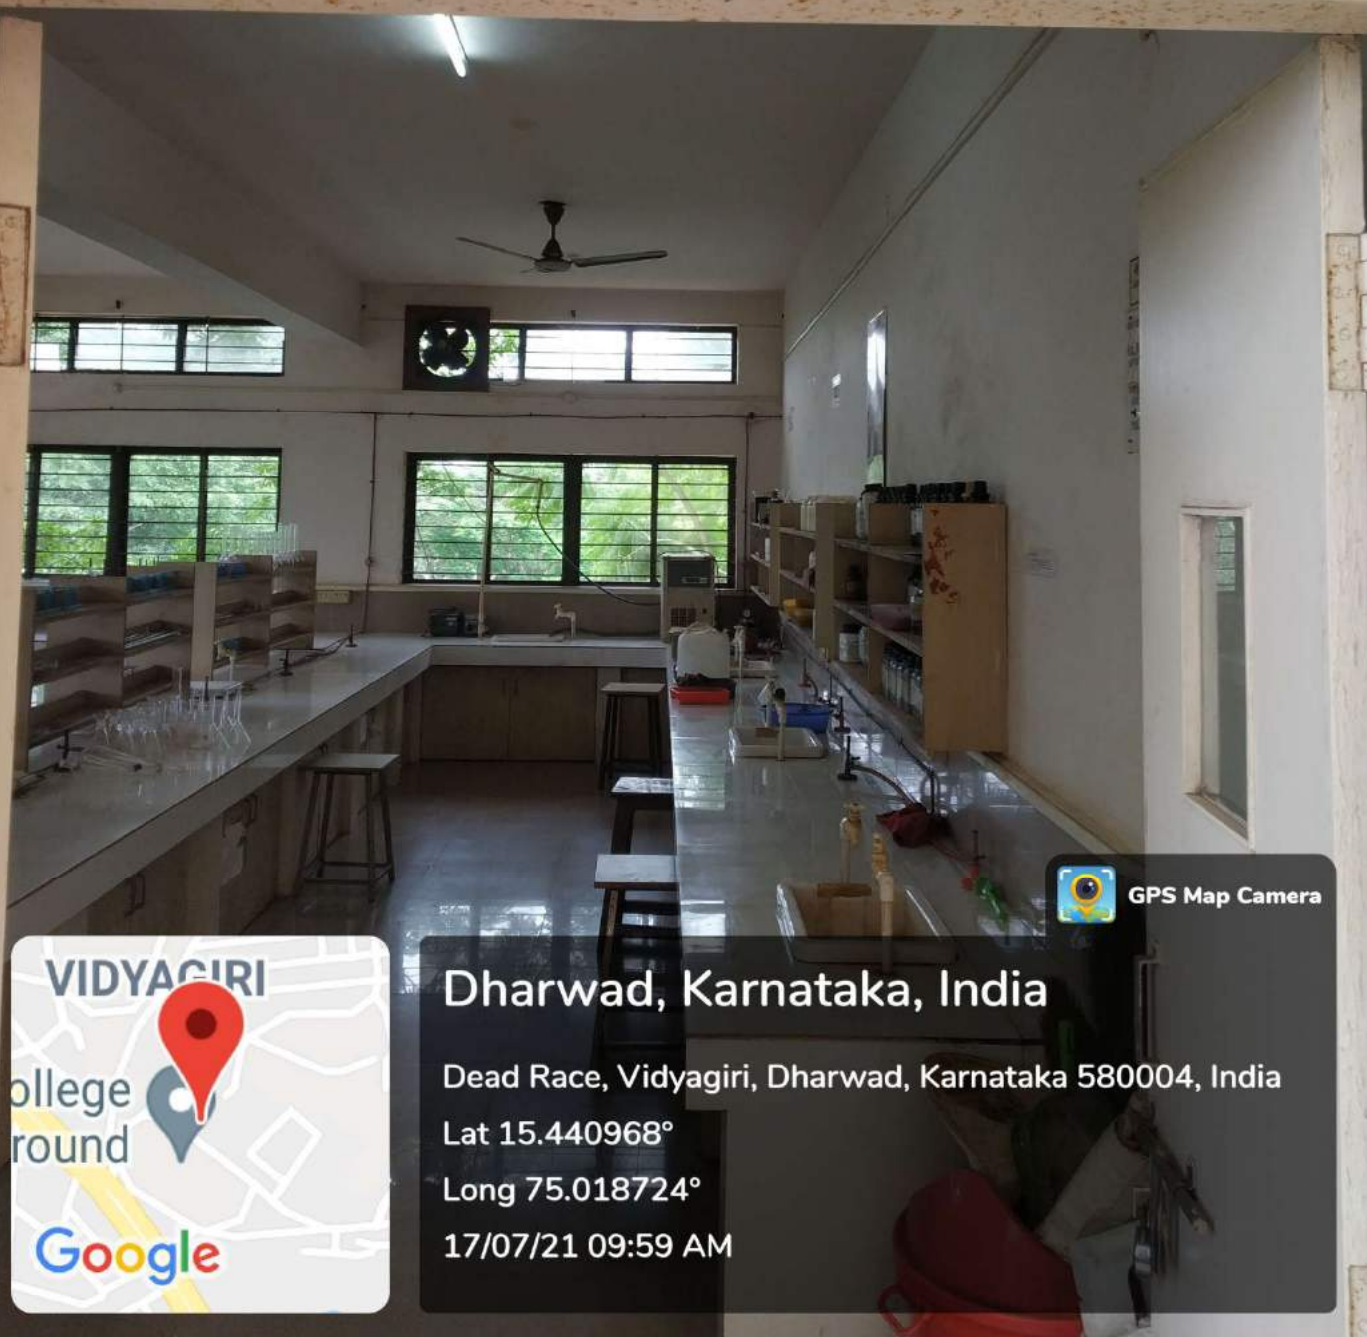 GPS Map Camera
VIDYAGIRI
ollege
round
Google
Dharwad, Karnataka, India
Dead Race, Vidyagiri, Dharwad, Karnataka 580004, India
Lat 15.440968°
Long 75.018724°
17/07/21 09:59 AM